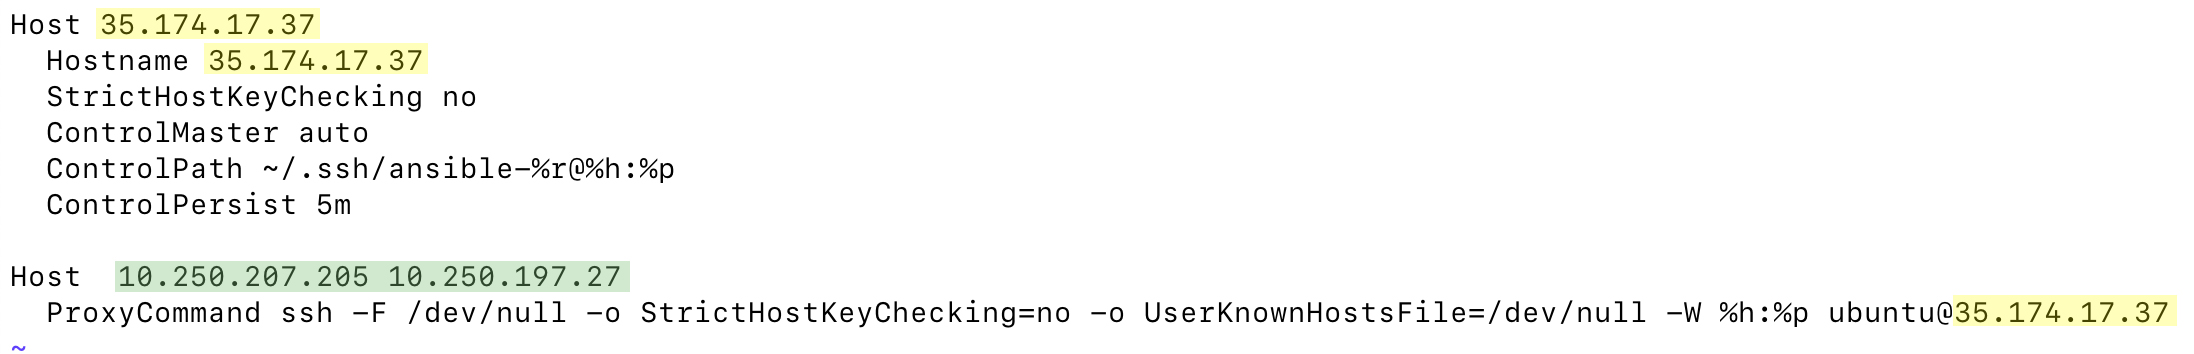 Host 35.174.17.37
  Hostname 35.174.17.37
  StrictHostKeyChecking no
  ControlMaster auto
  ControlPath ~/.ssh/ansible-%r@%h:%p
  ControlPersist 5m

Host  10.250.207.205 10.250.197.27
  ProxyCommand ssh -F /dev/null -o StrictHostKeyChecking=no -o UserKnownHostsFile=/dev/null -W %h:%p ubuntu@35.174.17.37
~